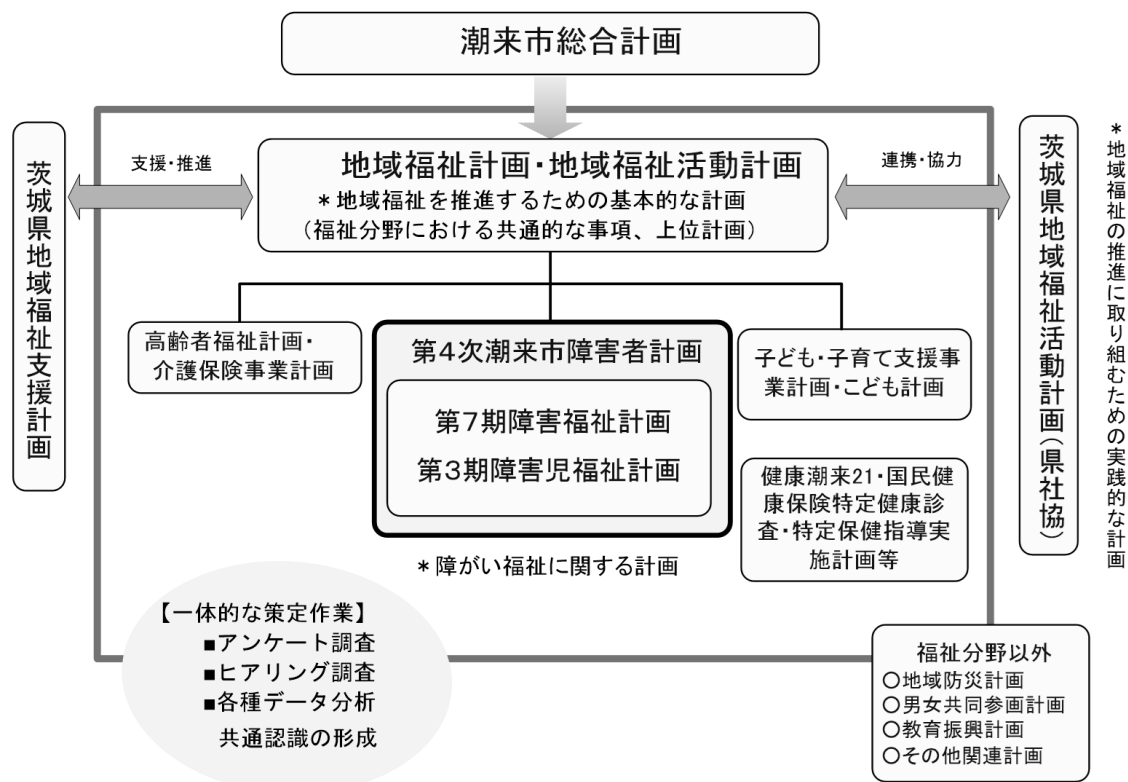 潮来市総合計画
茨城県地域福祉支援計画
支援・推進
地域福祉計画・地域福祉活動計画
＊地域福祉を推進するための基本的な計画
（福祉分野における共通的な事項、上位計画）
連携・協力
茨城県地域福祉活動計画（県社協）
＊地域福祉の推進に取り組むための実践的な計画
高齢者福祉計画・
介護保険事業計画
第４次潮来市障害者計画
第７期障害福祉計画
第３期障害児福祉計画
＊障がい福祉に関する計画
子ども・子育て支援事
業計画・こども計画
健康潮来21・国民健
康保険特定健康診
査・特定保健指導実
施計画等
【一体的な策定作業】
■アンケート調査
■ヒアリング調査
■各種データ分析
共通認識の形成
福祉分野以外
○地域防災計画
○男女共同参画計画
○教育振興計画
○その他関連計画